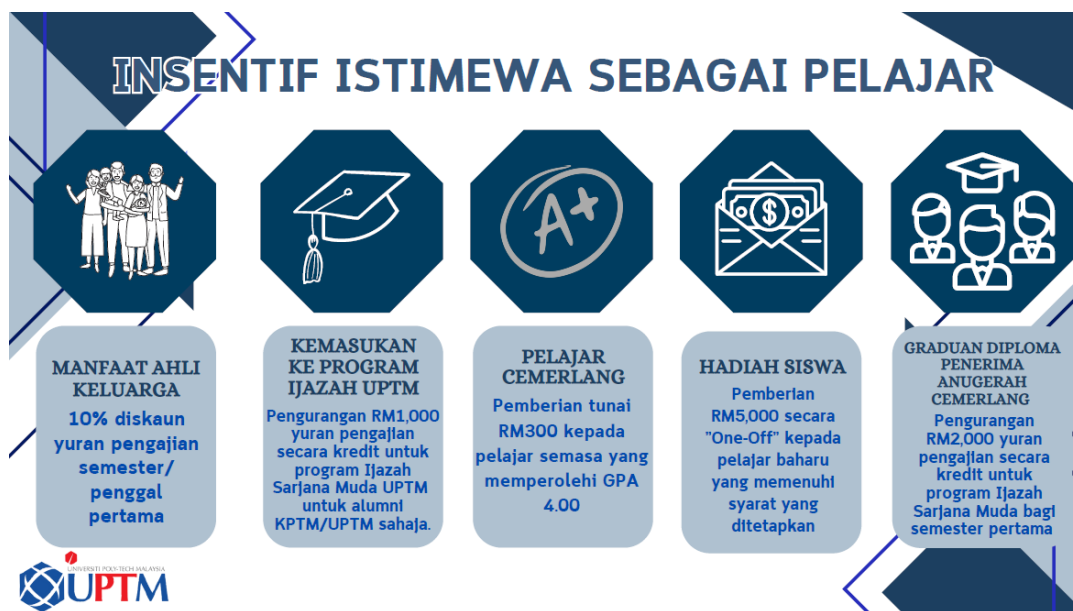 INSENTIF ISTIMEWA SEBAGAI PELAJAR
A+
$
MANFAAT AHLI
KELUARGA
10% diskaun
yuran pengajian
semester/
penggal
pertama
KEMASUKAN
KE PROGRAM
IJAZAH UPTM
Pengurangan RM1,000
yuran pengajian
secara kredit untuk
program Ijazah
Sarjana Muda UPTM
untuk alumni
KPTM/UPTM sahaja.
PELAJAR
CEMERLANG
Pemberian tunai
RM300 kepada
pelajar semasa yang
memperolehi GPA
4.00
HADIAH SISWA
Pemberian
RM5,000 secara
"One-Off" kepada
pelajar baharu
yang memenuhi
syarat yang
ditetapkan
GRADUAN DIPLOMA
PENERIMA
ANUGERAH
CEMERLANG
Pengurangan
RM2,000 yuran
pengajian secara
kredit untuk
program Ijazah
Sarjana Muda bagi
semester pertama
UNIVERSITI POLY-TECH MALAYSIA
UPTM